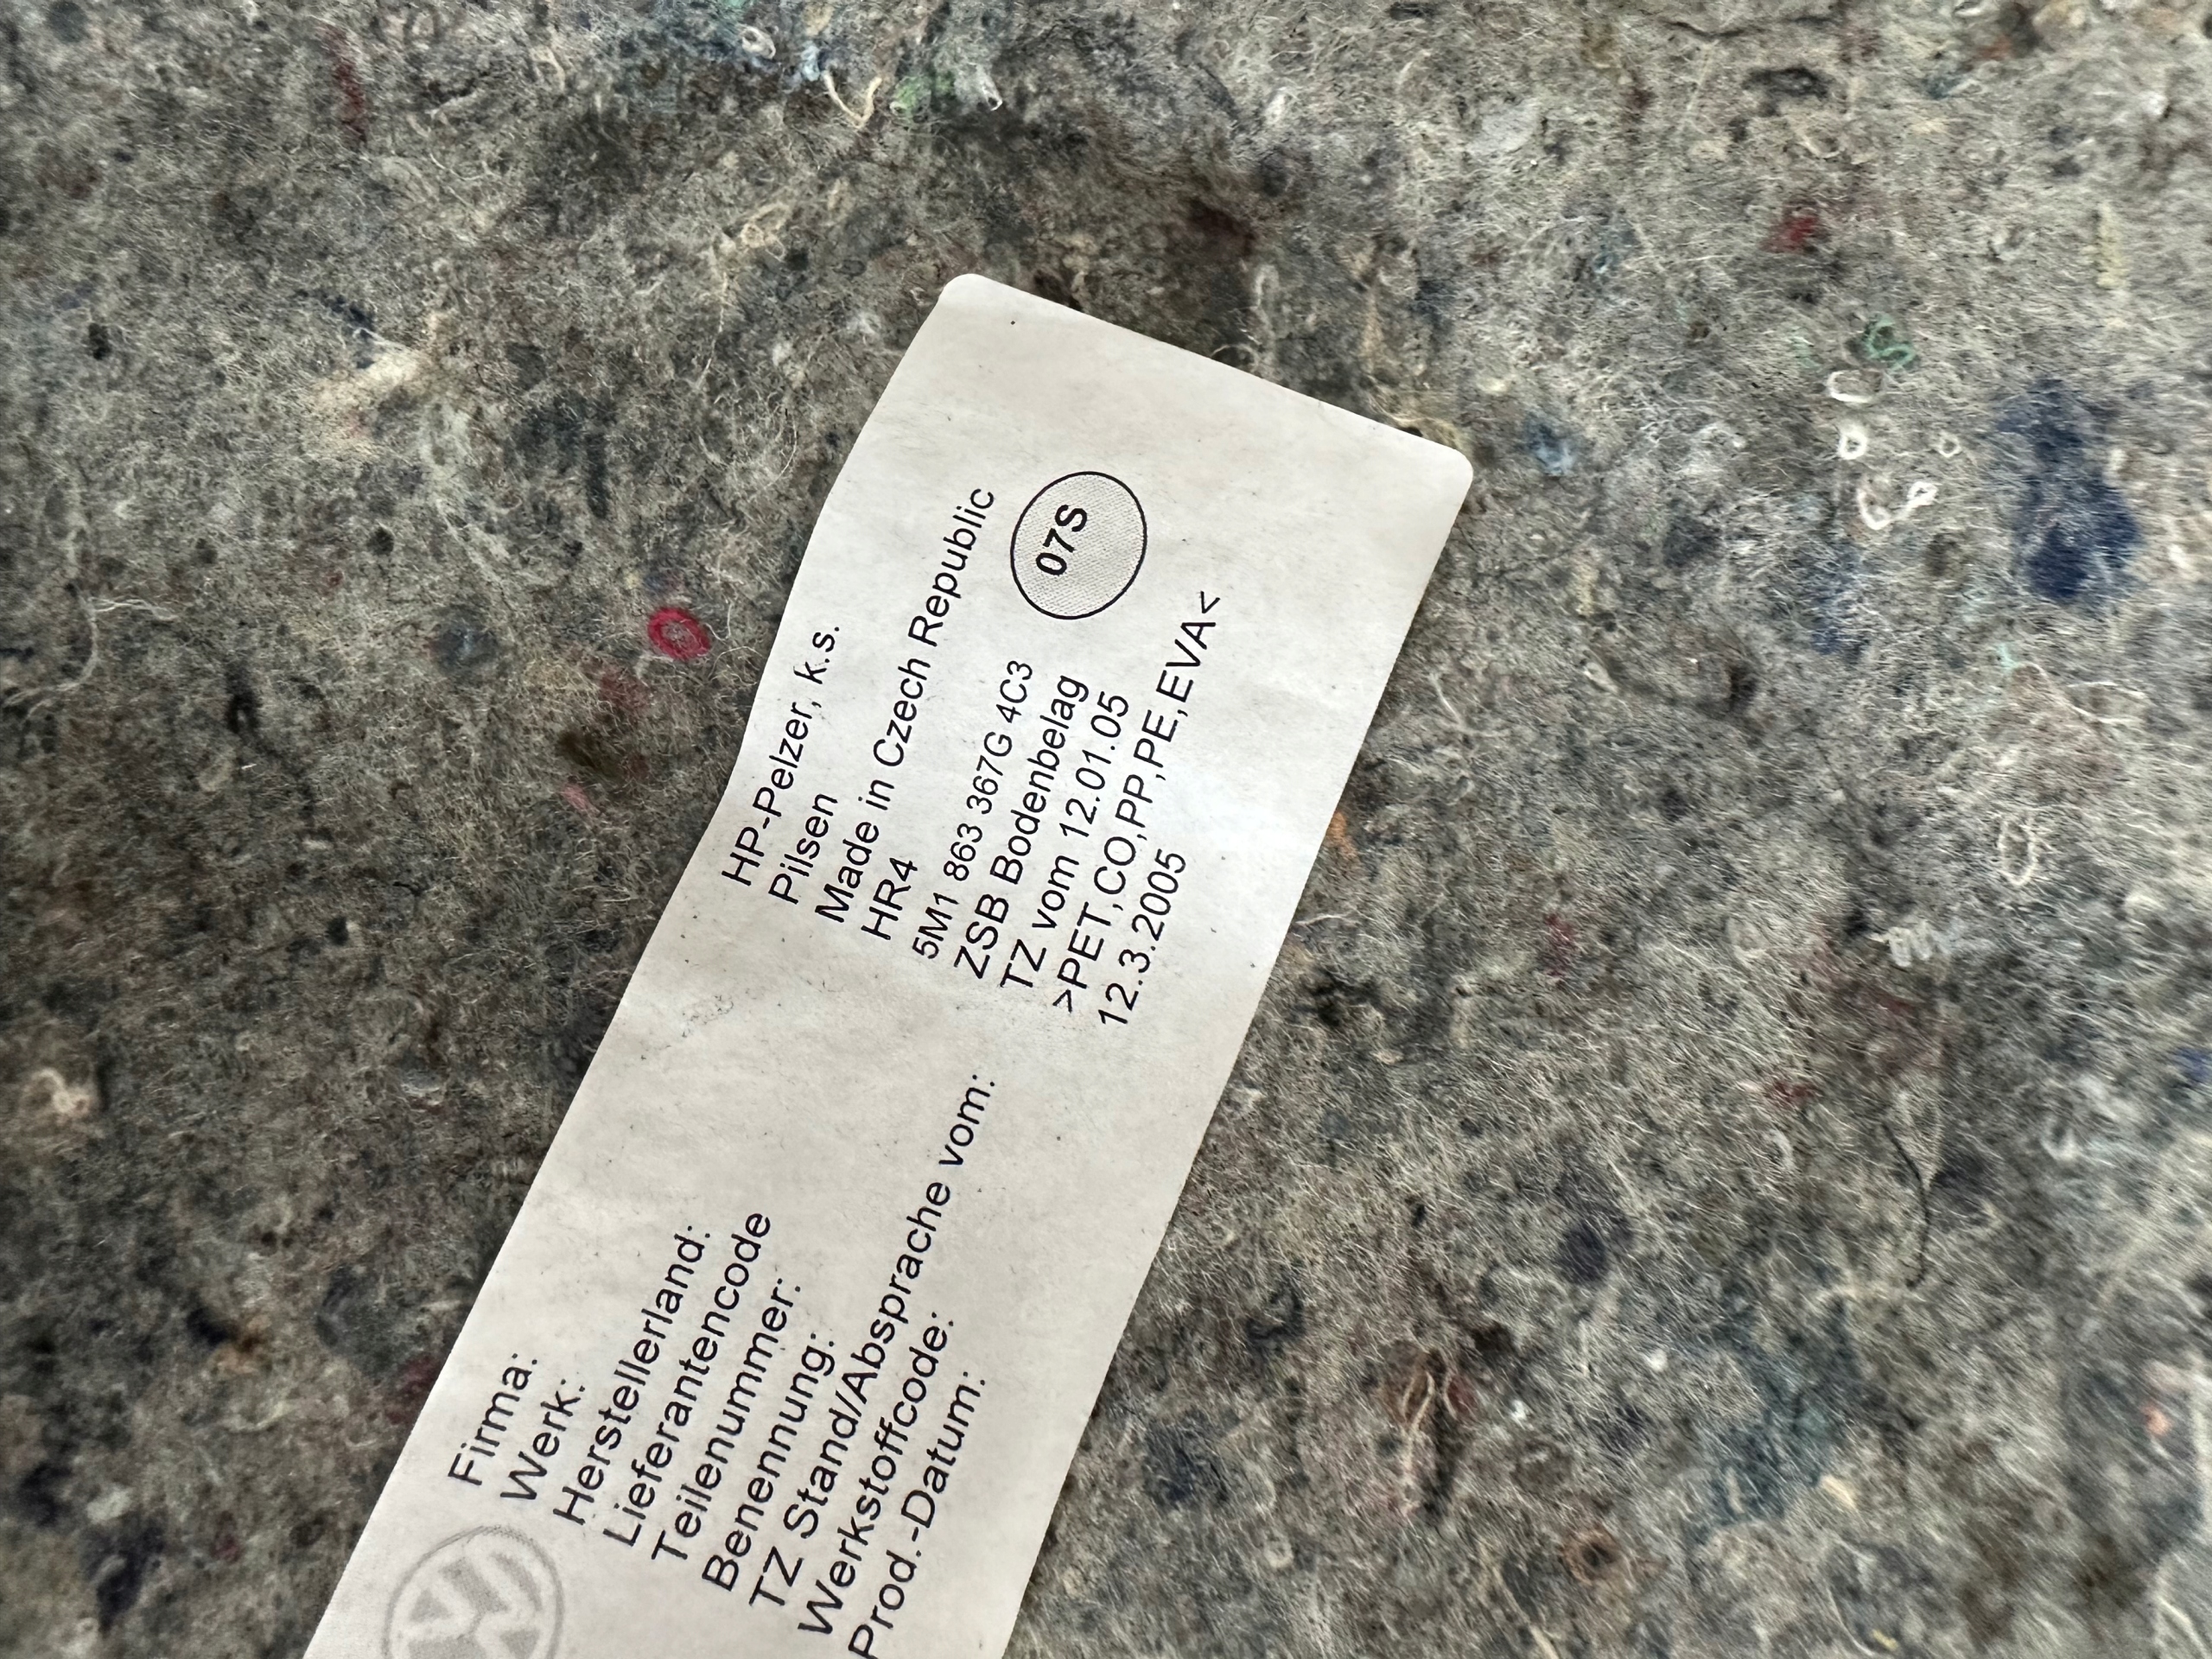 Firma: HP-Pelzer, k.s.
Werk: Pilsen
Herstellerland: Made in Czech Republic
Lieferantencode HR4
Teilenummer: 5M1 863 367G 4C3
Benennung: ZSB Bodenbelag
TZ Stand/Absprache vom: TZ vom 12.01.05
Werkstoffcode: >PET,CO,PP,PE,EVA<
Prod.-Datum: 12.3.2005
07S